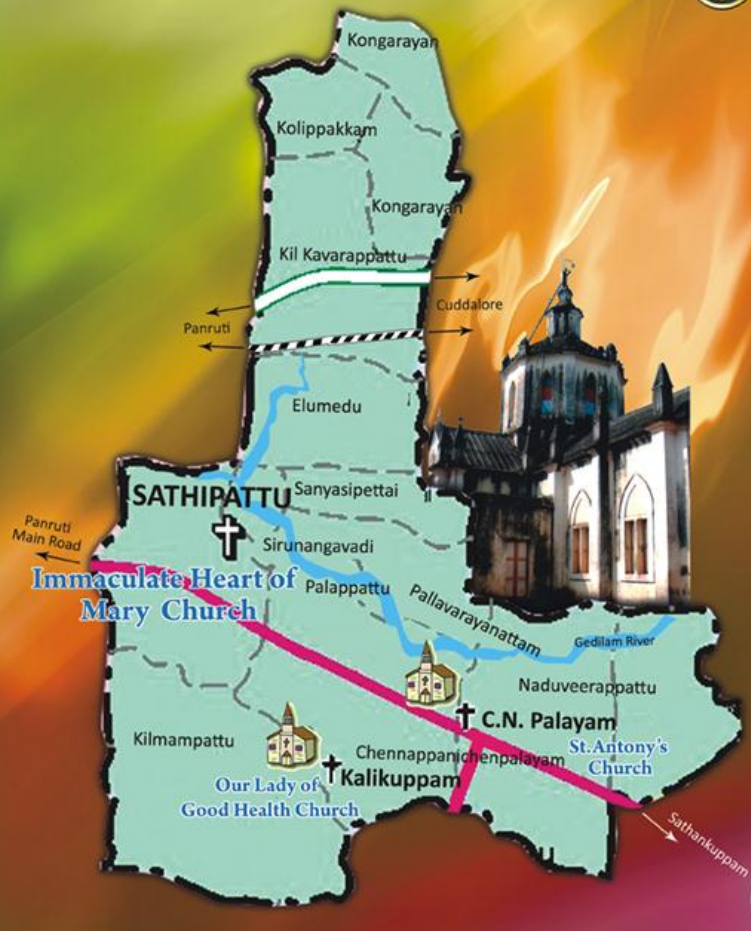 Kongarayan
Kolippakkam
Kongarayan
Kil Kavarappattu
Cuddalore
Panruti
Elumedu
SATHIPATTU
Sanyasipettai
Panruti
Main Road
Sirunangavadi
Immaculate Heart of
Mary Church
Palappattu
Pallavarayanattam
Gedilam River
Naduveerappattu
C.N. Palayam
Kilmampattu
Chennappanichenpalayam
St.Antony's
Church
Kalikuppam
Our Lady of
Good Health Church
Sathankuppam